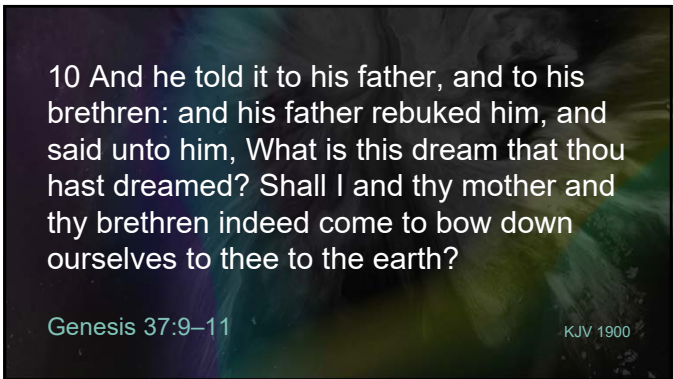 10 And he told it to his father, and to his
brethren: and his father rebuked him, and
said unto him, What is this dream that thou
hast dreamed? Shall I and thy mother and
thy brethren indeed come to bow down
ourselves to thee to the earth?
Genesis 37:9–11
KJV 1900